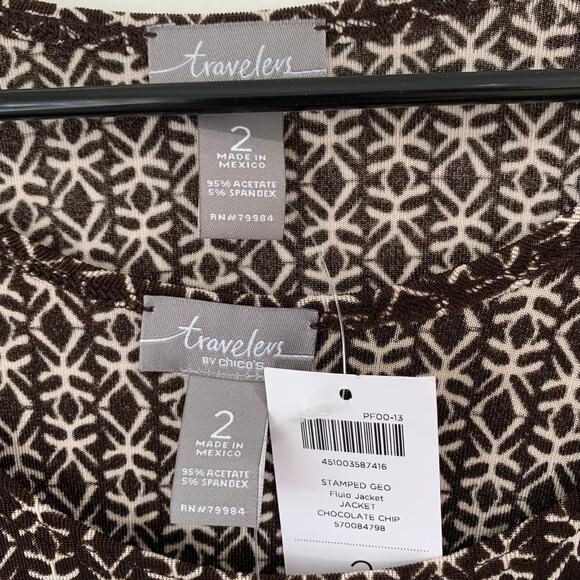 travelers
2
MADE IN
MEXICO
95% ACETATE
5% SPANDEX
RN#79984
travelers
BY chico's
2
MADE IN
MEXICO
95% ACETATE
5% SPANDEX
RN#79984
PF00-13
451003587416
STAMPED GEO
Fluid Jacket
JACKET
CHOCOLATE CHIP
570084798
2